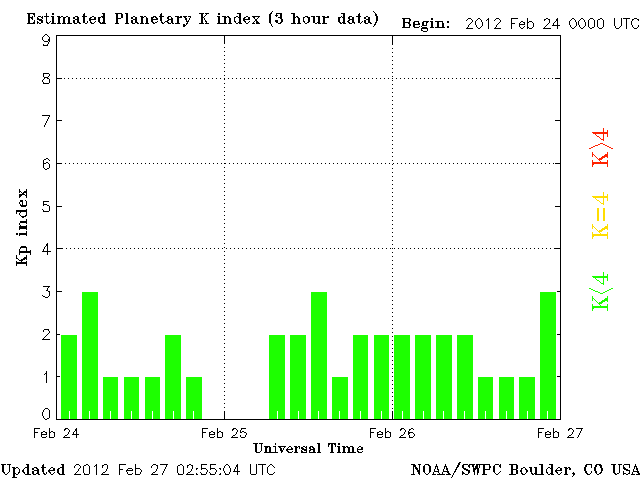 Estimated Planetary K index (3 hour data)
Begin: 2012 Feb 24 0000 UTC
9
8
7
6
5
4
3
2
1
0
Kp index
K>4
K=4
K<4
Feb 24
Feb 25
Feb 26
Feb 27
Universal Time
Updated 2012 Feb 27 02:55:04 UTC
NOAA/SWPC Boulder, CO USA